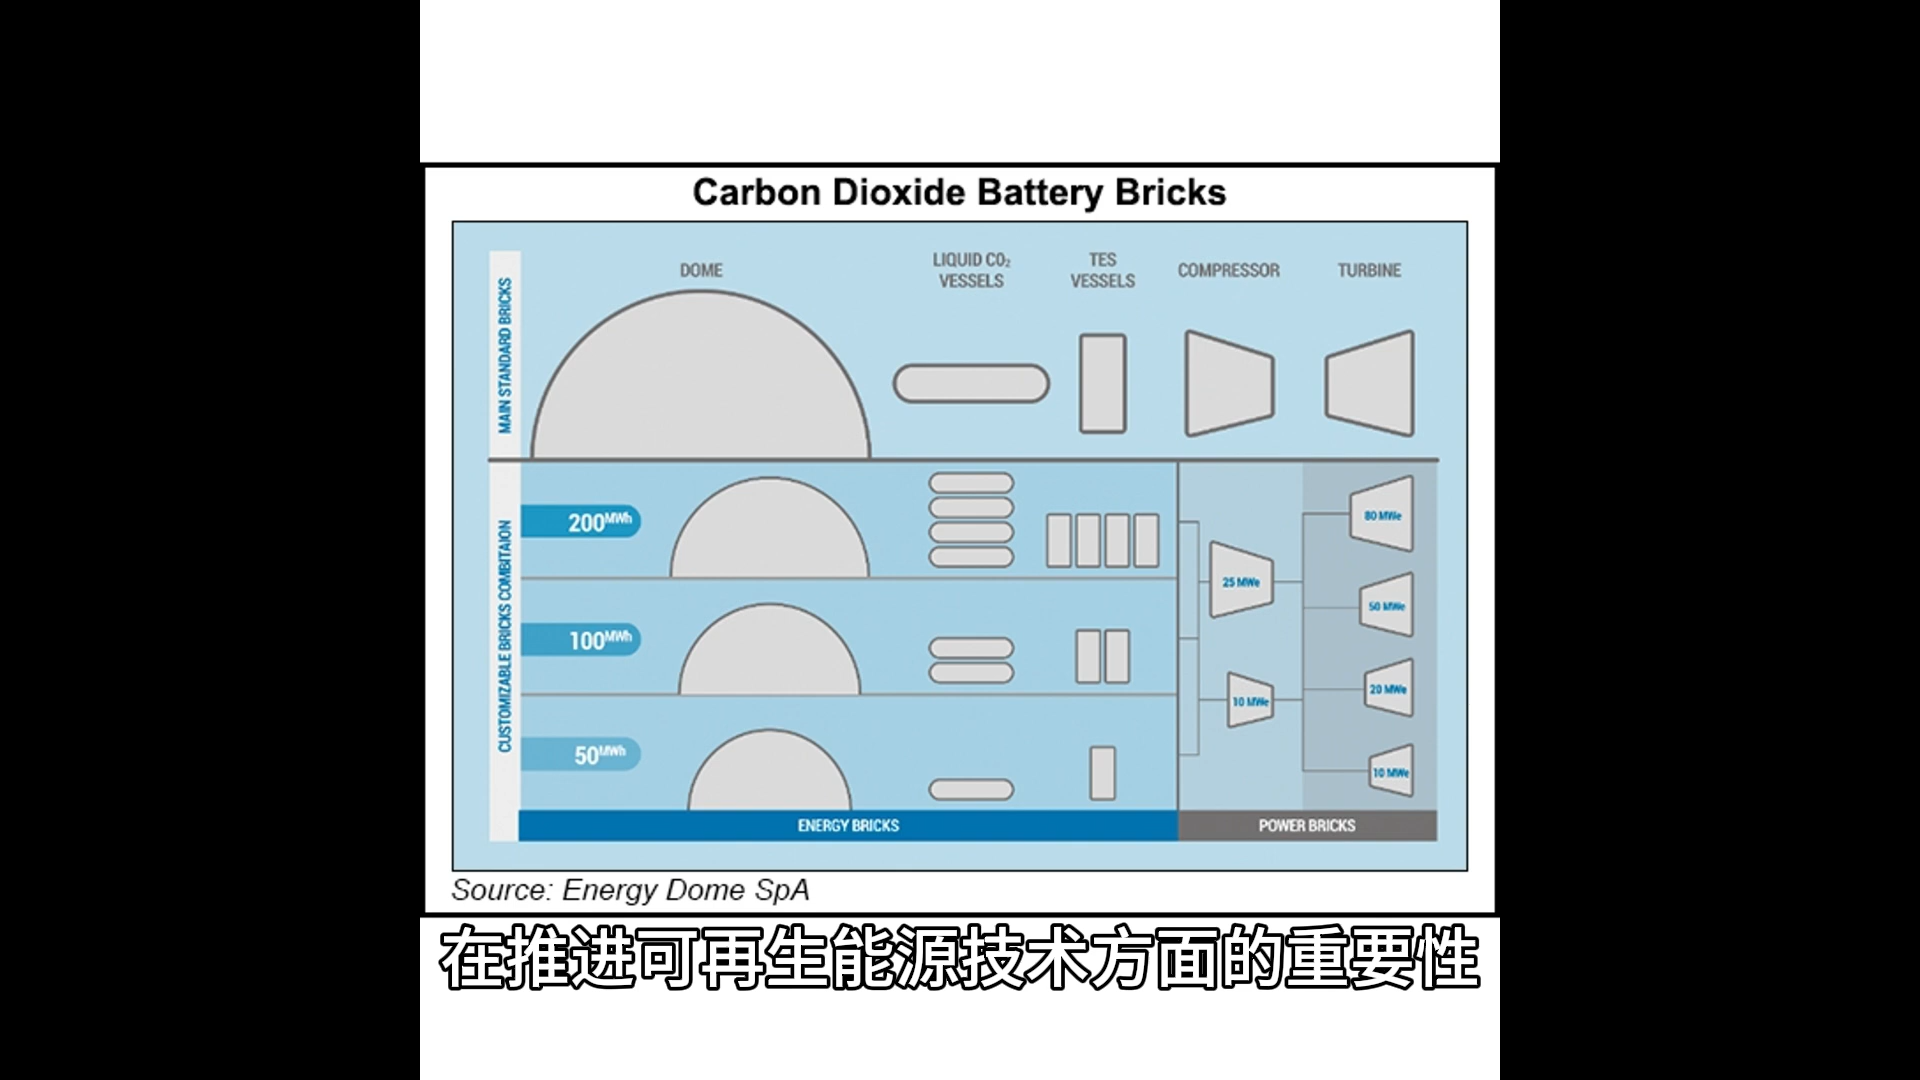 Carbon Dioxide Battery Bricks
MAIN STANDARD BRICKS
DOME
LIQUID CO₂
VESSELS
TES
VESSELS
COMPRESSOR
TURBINE
CUSTOMIZABLE BRICKS COMBITAION
200MWh
100MWh
50MWh
25 MWe
10 MWe
80 MWe
50 MWe
20 MWe
10 MWe
ENERGY BRICKS
POWER BRICKS
Source: Energy Dome SpA
在推进可再生能源技术方面的重要性